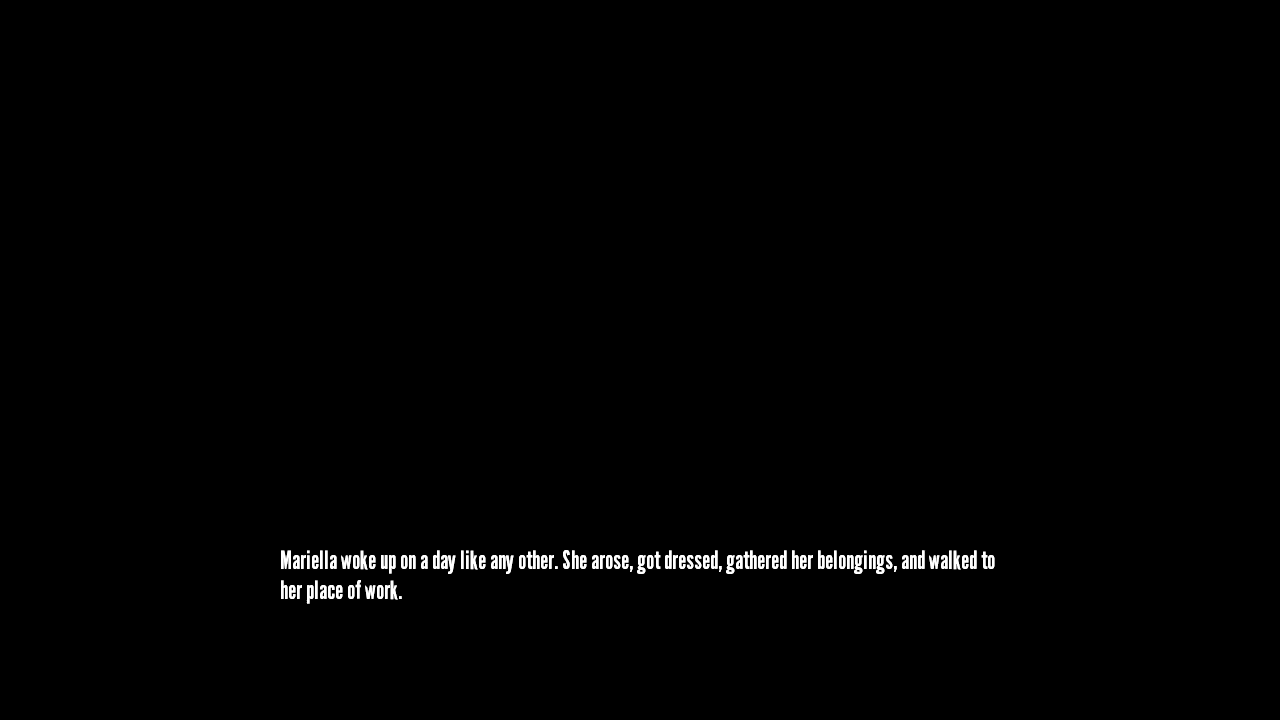 Mariella woke up on a day like any other. She arose, got dressed, gathered her belongings, and walked to
her place of work.